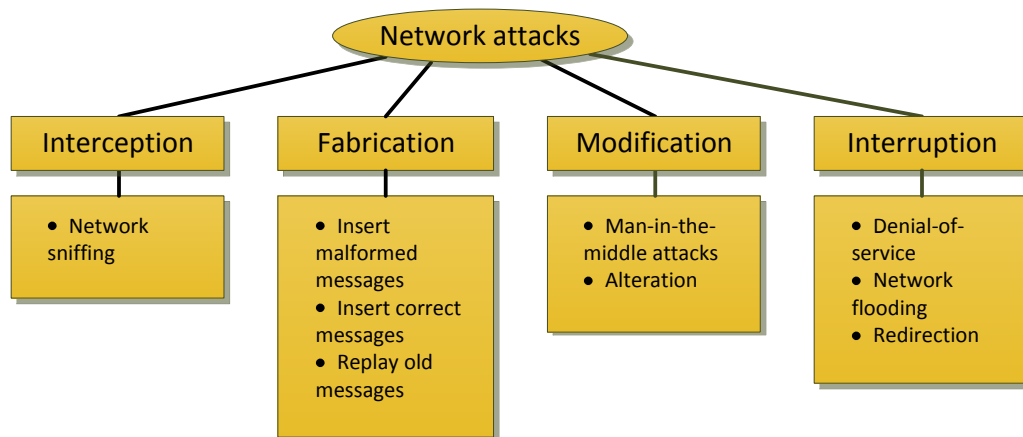 Network attacks
Interception
Fabrication
Modification
Interruption
• Network
sniffing
• Insert
malformed
messages
• Insert correct
messages
• Replay old
messages
• Man-in-the-
middle attacks
• Alteration
• Denial-of-
service
• Network
flooding
• Redirection